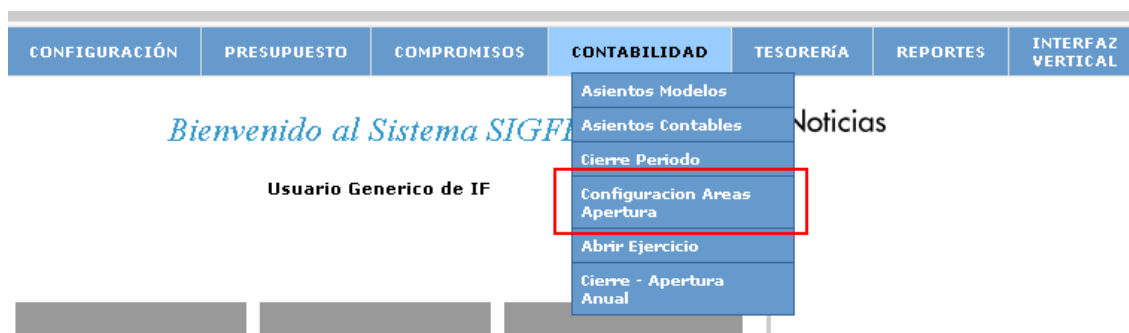 CONFIGURACIÓN PRESUPUESTO COMPROMISOS CONTABILIDAD TESORERíA REPORTES INTERFAZ VERTICAL
Asientos Modelos
Bienvenido al Sistema SIGF
Asientos Contables
Noticias
Cierre Periodo
Usuario Generico de IF
Configuracion Areas
Apertura
Abrir Ejercicio
Cierre - Apertura
Anual